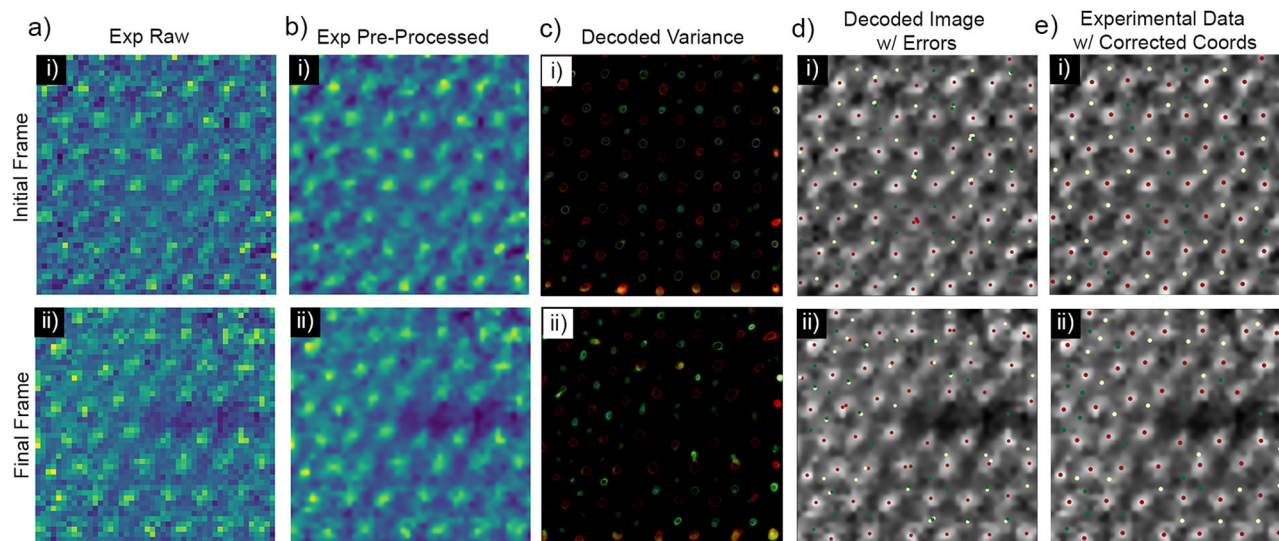 a)
Exp Raw
b)
Exp Pre-Processed
c)
Decoded Variance
d)
Decoded Image
w/ Errors
e)
Experimental Data
w/ Corrected Coords
Initial Frame
i)
i)
i)
i)
i)
Final Frame
ii)
ii)
ii)
ii)
ii)